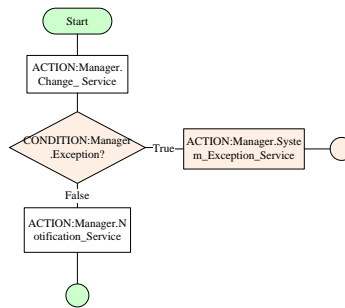 Start
ACTION:Manager.
Change_ Service
CONDITION:Manager
.Exception?
True
ACTION:Manager.Syste
m_Exception_Service
False
ACTION:Manager.N
otification_Service